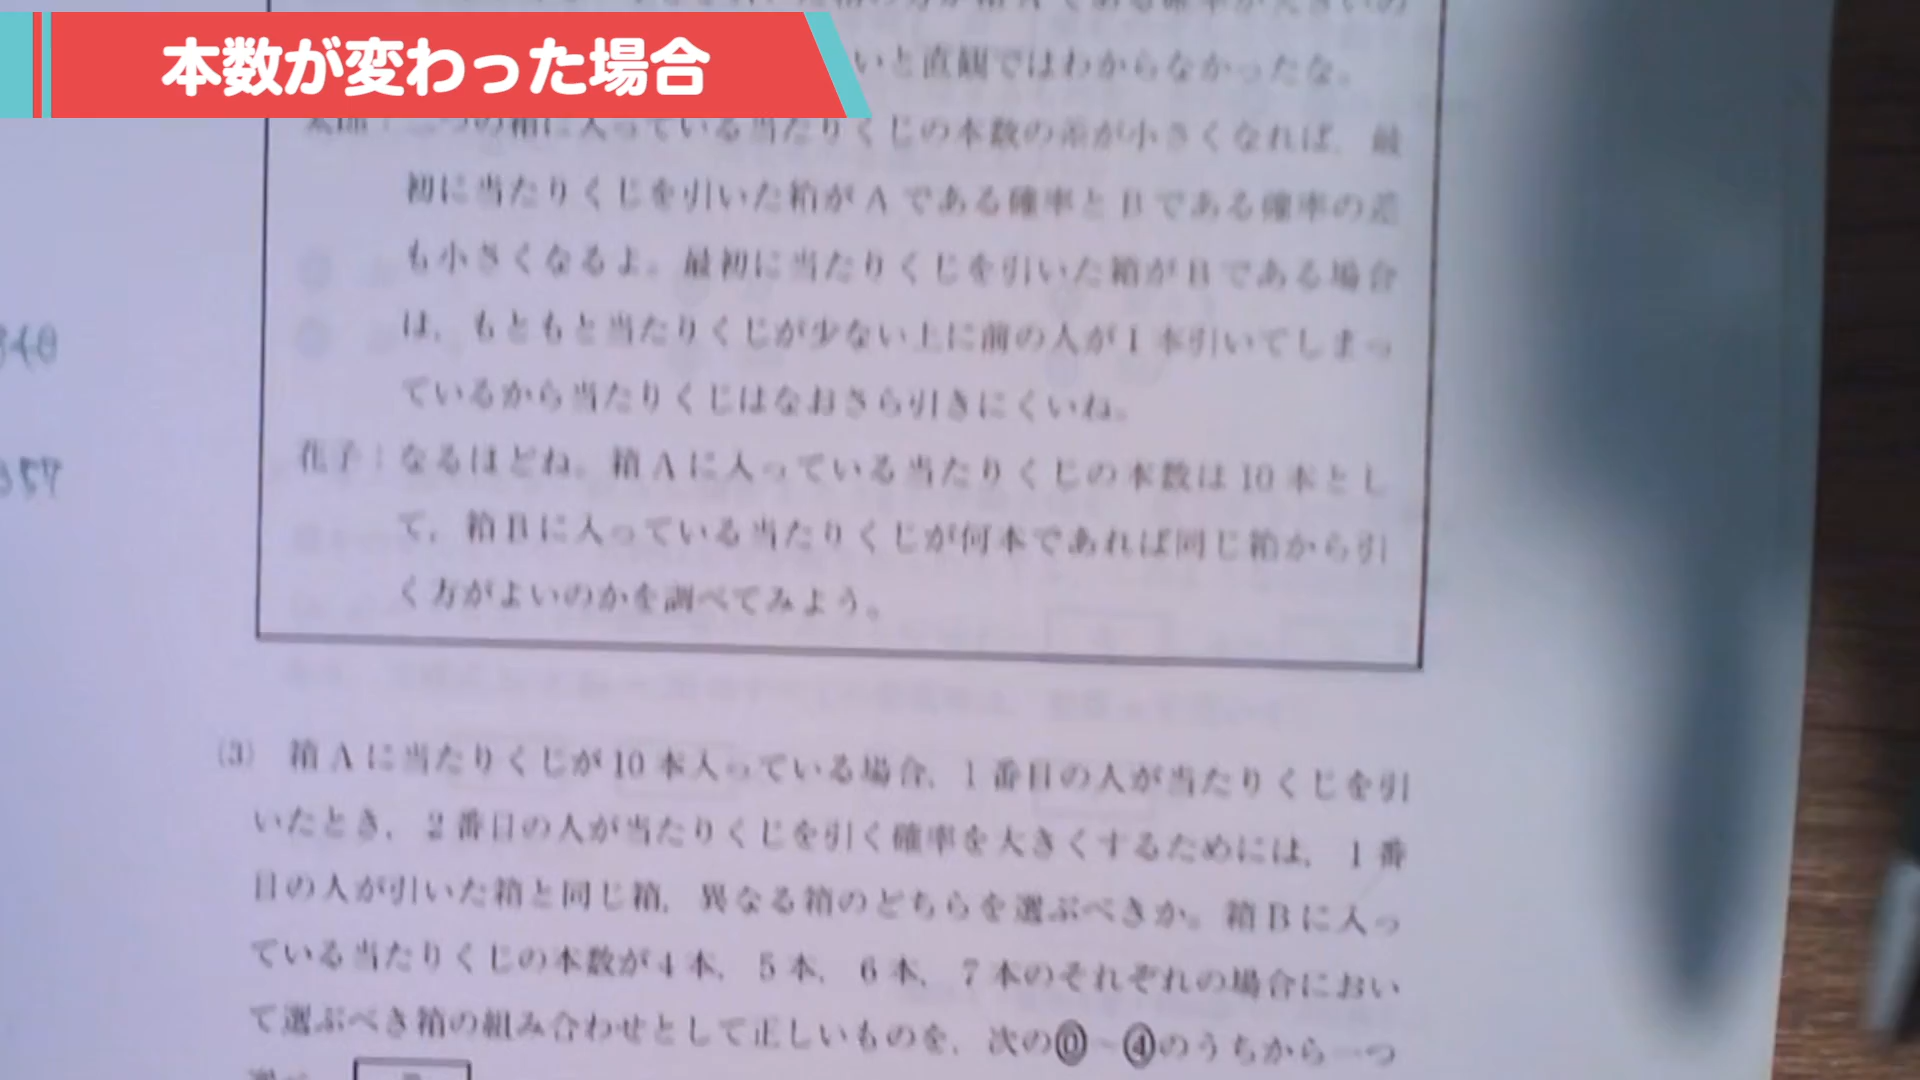 本数が変わった場合
いと直観ではわからなかったな。
太郎：二つの箱に入っている当たりくじの本数の差が小さくなれば，最
初に当たりくじを引いた箱がAである確率とBである確率の差
も小さくなるよ。最初に当たりくじを引いた箱がBである場合
は，もともと当たりくじが少ない上に前の人が1本引いてしまっ
ているから当たりくじはなおさら引きにくいね。
花子：なるほどね。箱Aに入っている当たりくじの本数は10本とし
て，箱Bに入っている当たりくじが何本であれば同じ箱から引
く方がよいのかを調べてみよう。
340
357
(3) 箱Aに当たりくじが10本入っている場合，1番目の人が当たりくじを引
いたとき，2番目の人が当たりくじを引く確率を大きくするためには，1番
目の人が引いた箱と同じ箱，異なる箱のどちらを選ぶべきか。箱Bに入っ
ている当たりくじの本数が4本，5本，6本，7本のそれぞれの場合におい
て選ぶべき箱の組み合わせとして正しいものを，次の⓪～④のうちから一つ